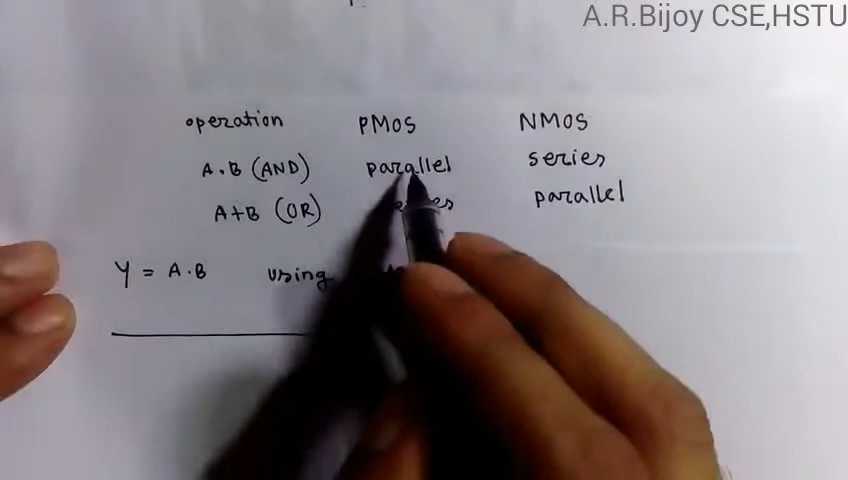 A.R.Bijoy CSE,HSTU
operation PMOS NMOS
A.B (AND) parallel series
A+B (OR) parallel
Y = A.B using